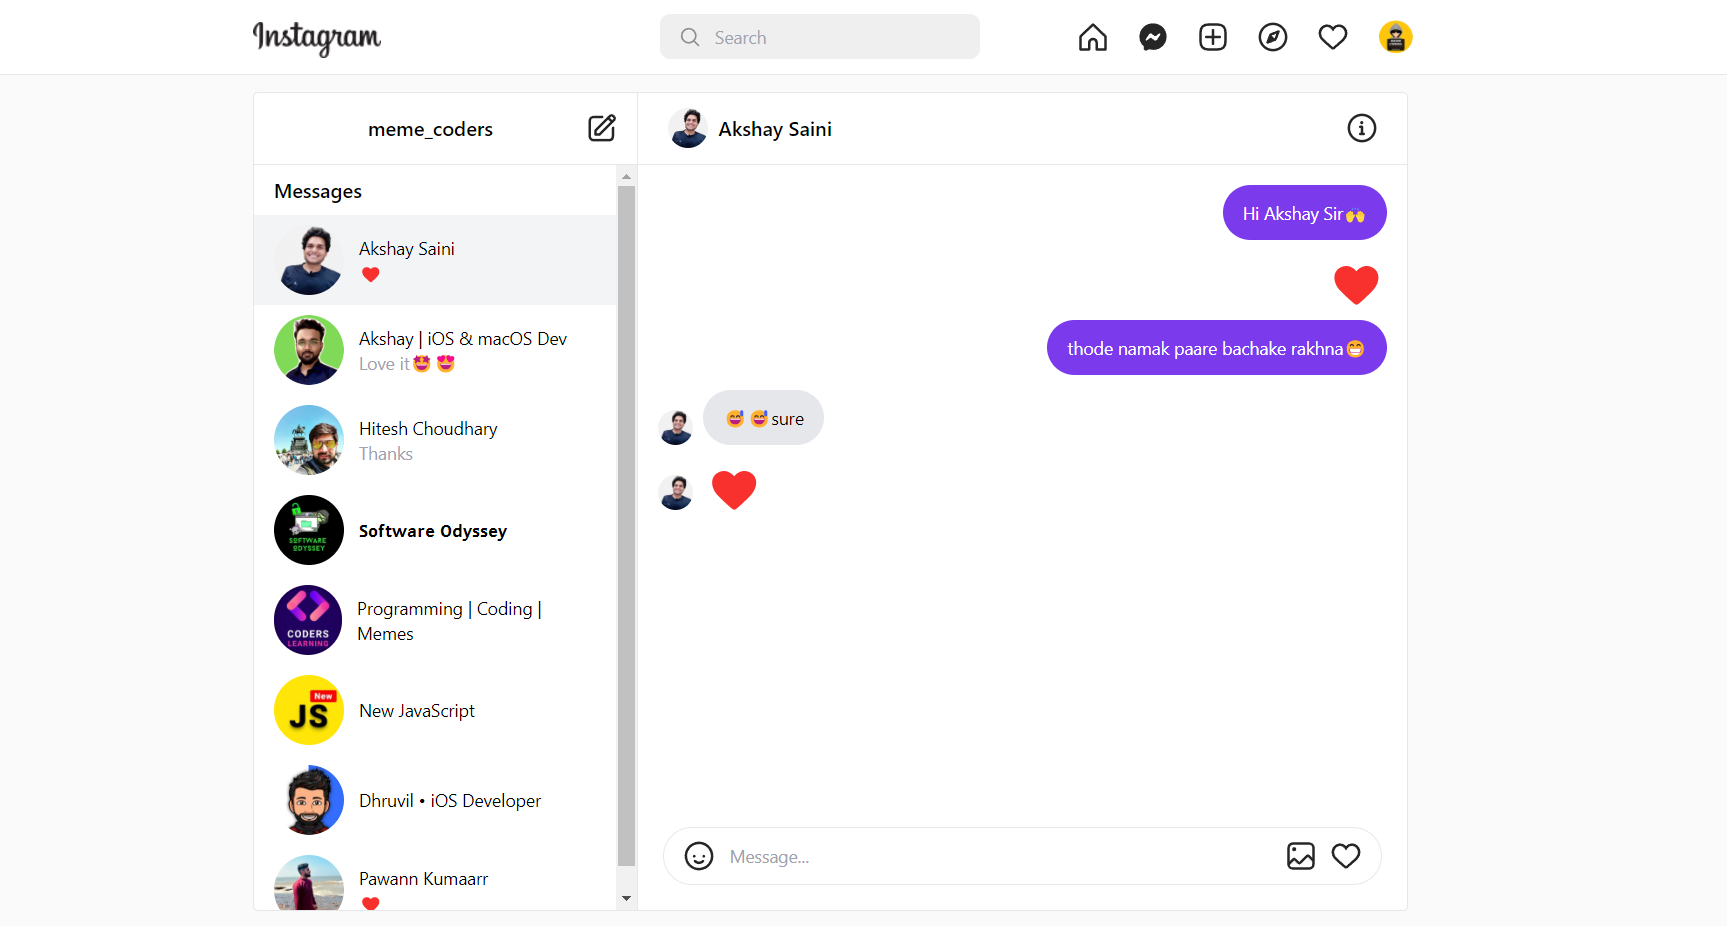 Instagram
Search
meme_coders
Akshay Saini
Messages
Akshay Saini
❤️
Akshay | iOS & macOS Dev
Love it🤩😍
Hitesh Choudhary
Thanks
SOFTWARE
ODYSSEY
Software Odyssey
CODERS
LEARNING
Programming | Coding |
Memes
New
JS
New JavaScript
Dhruvil • iOS Developer
Pawann Kumaarr
❤️
Hi Akshay Sir🙌
❤️
thode namak paare bachake rakhna😁
😅😅sure
❤️
Message...